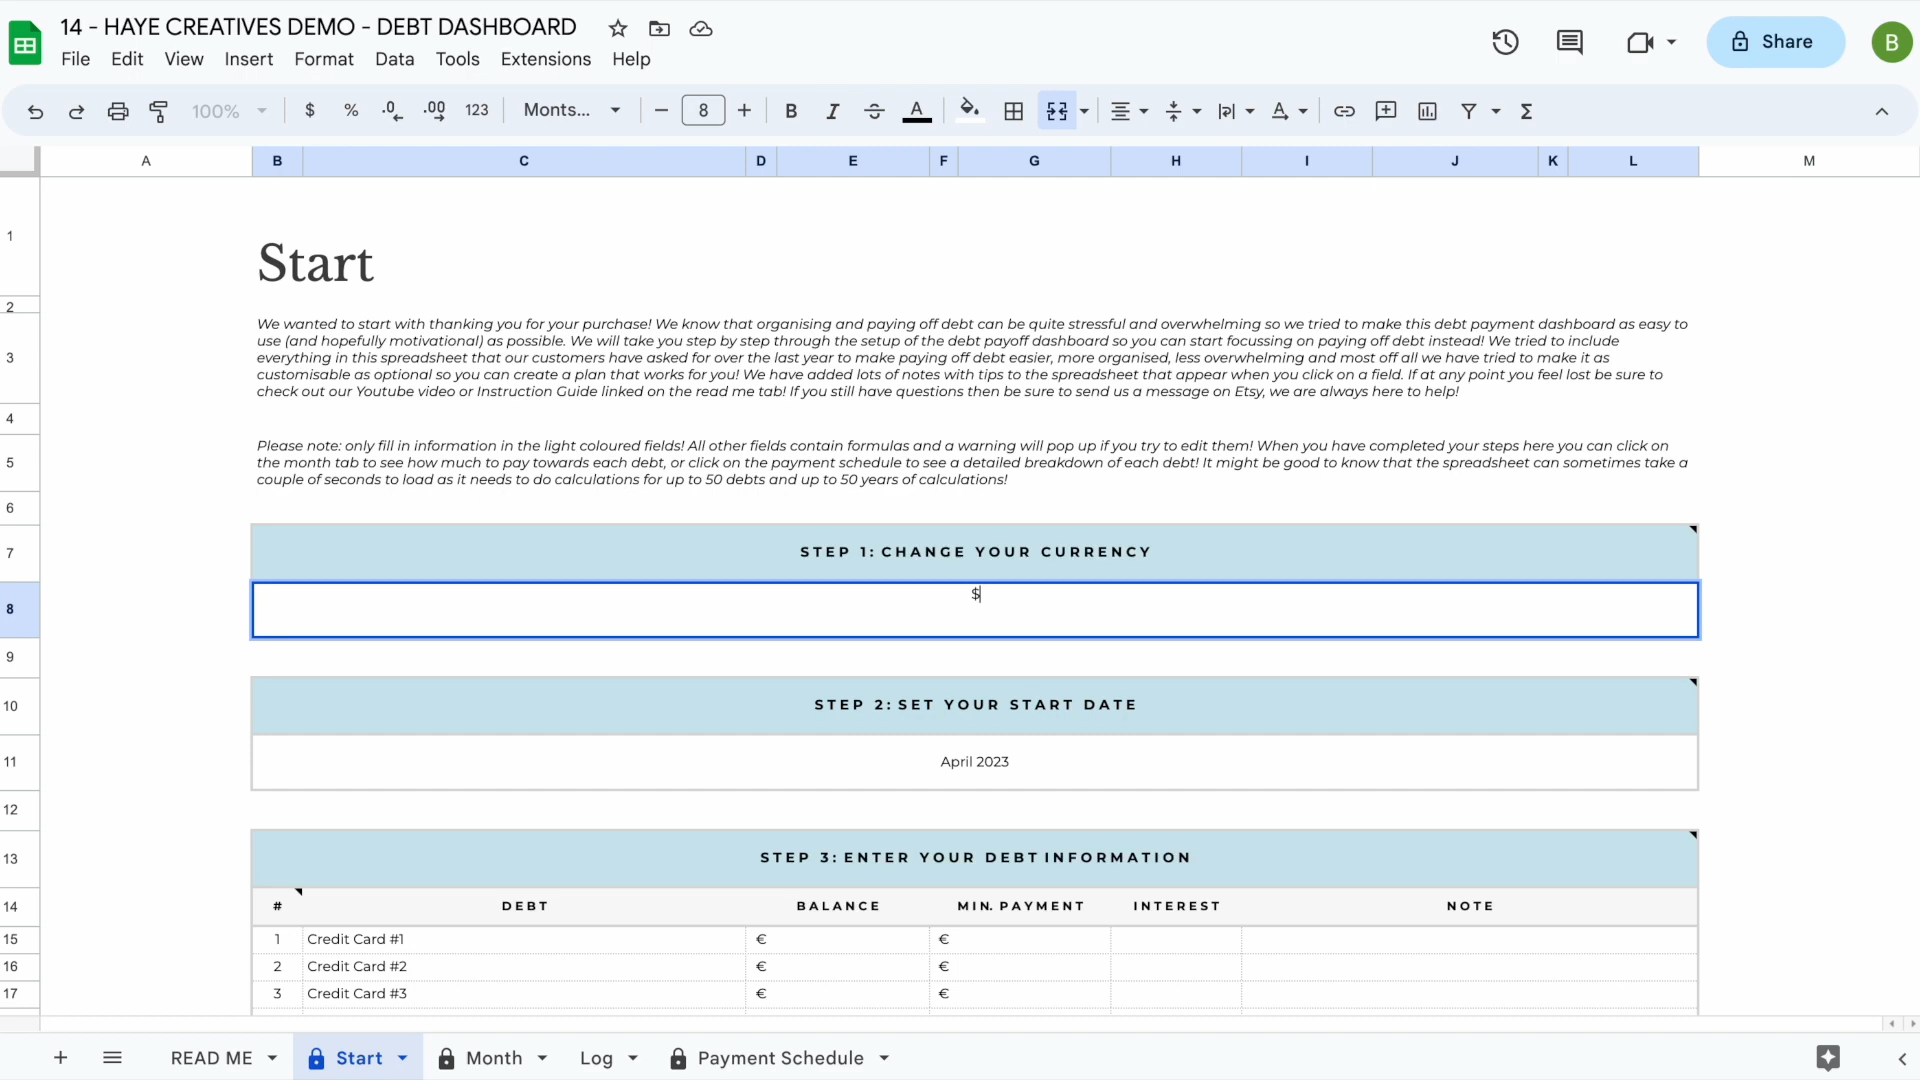 14 - HAYE CREATIVES DEMO - DEBT DASHBOARD
File Edit View Insert Format Data Tools Extensions Help
Share
B
100% $ % .0 .00 123 Monts... 8 B I S A A Σ
A B C D E F G H I J K L M
1
Start
2
We wanted to start with thanking you for your purchase! We know that organising and paying off debt can be quite stressful and overwhelming so we tried to make this debt payment dashboard as easy to
use (and hopefully motivational) as possible. We will take you step by step through the setup of the debt payoff dashboard so you can start focussing on paying off debt instead! We tried to include
3 everything in this spreadsheet that our customers have asked for over the last year to make paying off debt easier, more organised, less overwhelming and most off all we have tried to make it as
customisable as optional so you can create a plan that works for you! We have added lots of notes with tips to the spreadsheet that appear when you click on a field. If at any point you feel lost be sure to
check out our Youtube video or Instruction Guide linked on the read me tab! If you still have questions then be sure to send us a message on Etsy, we are always here to help!
4
Please note: only fill in information in the light coloured fields! All other fields contain formulas and a warning will pop up if you try to edit them! When you have completed your steps here you can click on
5 the month tab to see how much to pay towards each debt, or click on the payment schedule to see a detailed breakdown of each debt! It might be good to know that the spreadsheet can sometimes take a
couple of seconds to load as it needs to do calculations for up to 50 debts and up to 50 years of calculations!
6
7 STEP 1: CHANGE YOUR CURRENCY
8 $
9
10 STEP 2: SET YOUR START DATE
11 April 2023
12
13 STEP 3: ENTER YOUR DEBT INFORMATION
14 # DEBT BALANCE MIN. PAYMENT INTEREST NOTE
15 1 Credit Card #1 € €
16 2 Credit Card #2 € €
17 3 Credit Card #3 € €
READ ME Start Month Log Payment Schedule